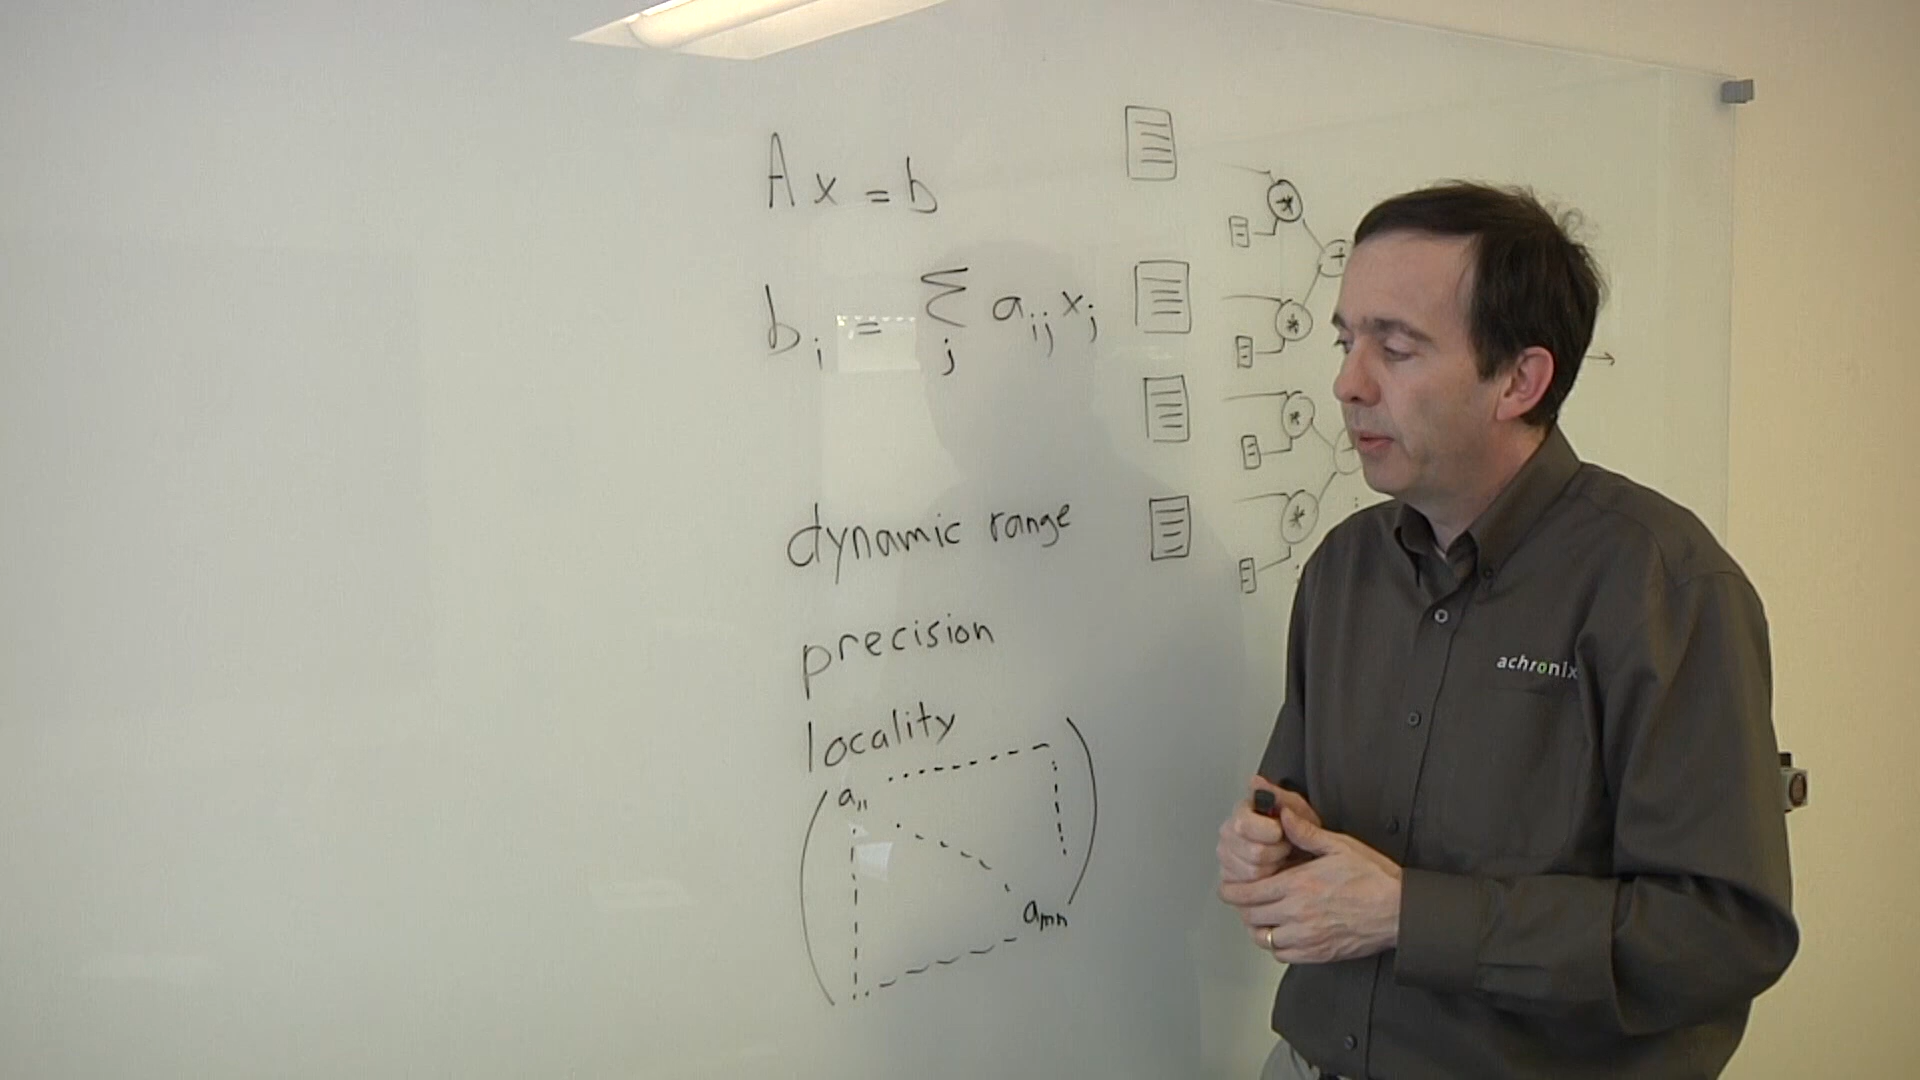 Ax = b
b_i = Σ_j a_ij x_j
dynamic range
precision
locality
a_11
a_mn
*
+
*
*
*
achronix